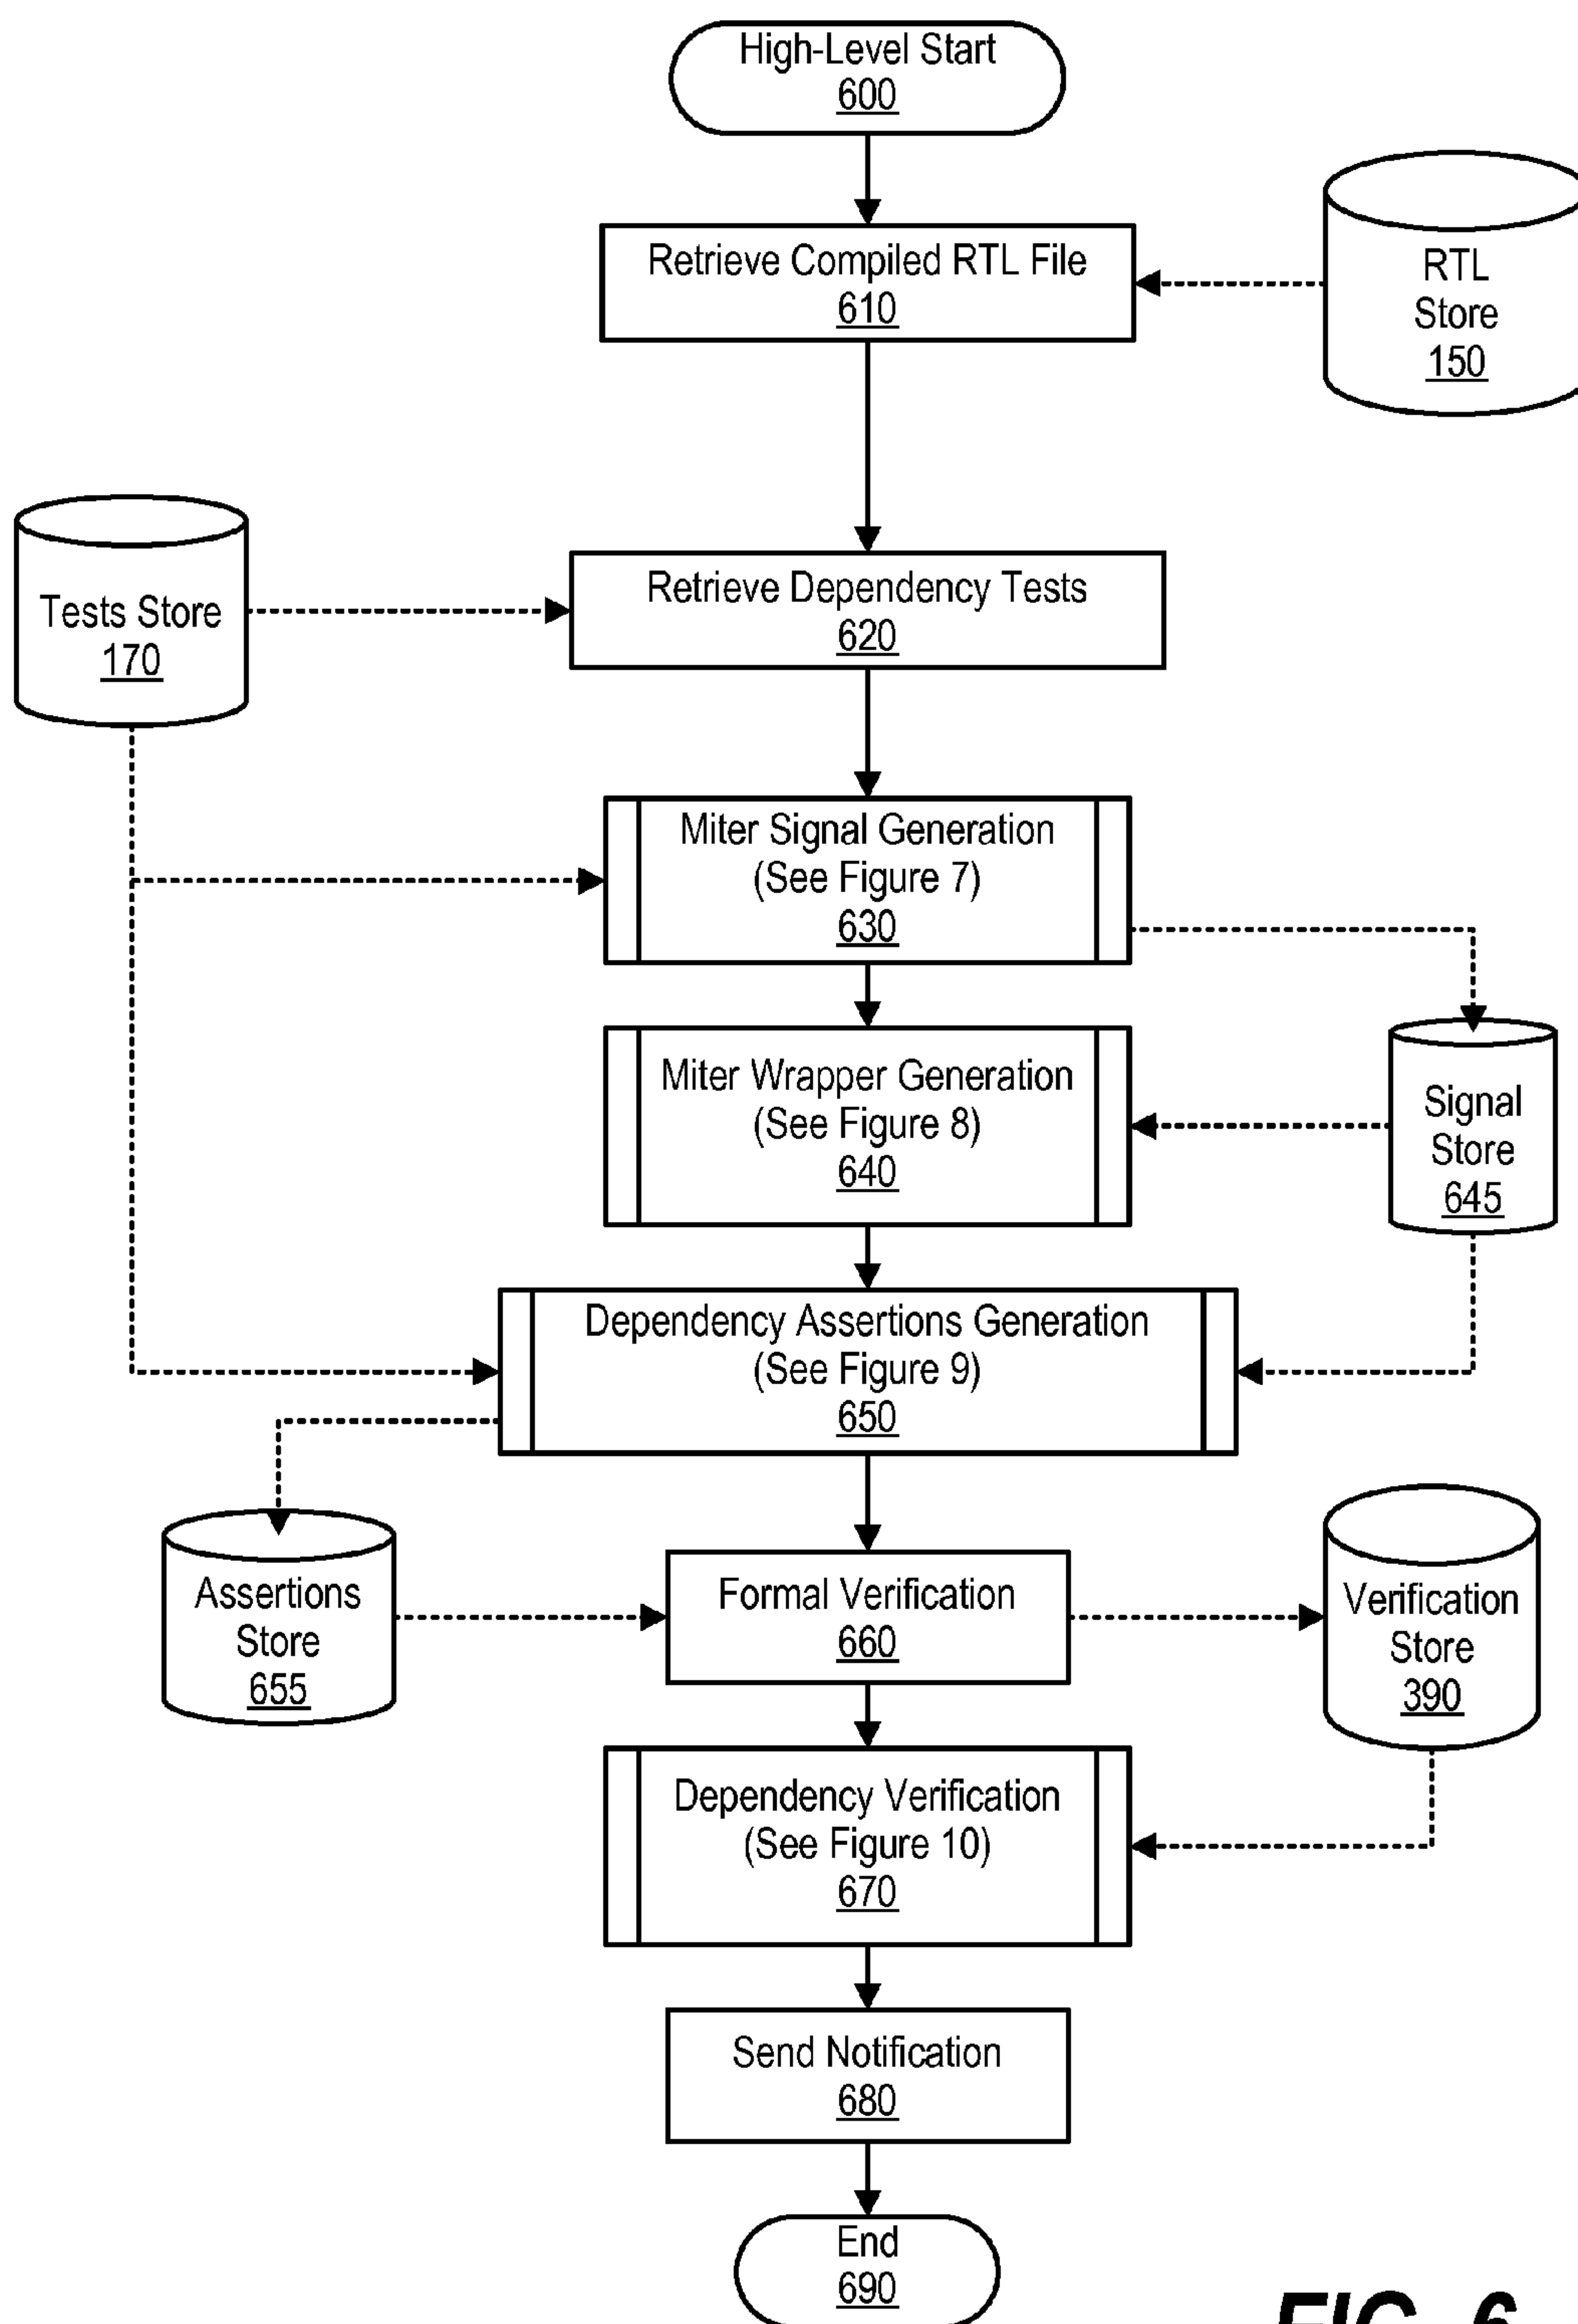 High-Level Start
600
Retrieve Compiled RTL File
610
RTL
Store
150
Tests Store
170
Retrieve Dependency Tests
620
Miter Signal Generation
(See Figure 7)
630
Miter Wrapper Generation
(See Figure 8)
640
Signal
Store
645
Dependency Assertions Generation
(See Figure 9)
650
Assertions
Store
655
Formal Verification
660
Verification
Store
390
Dependency Verification
(See Figure 10)
670
Send Notification
680
End
690
FIG. 6